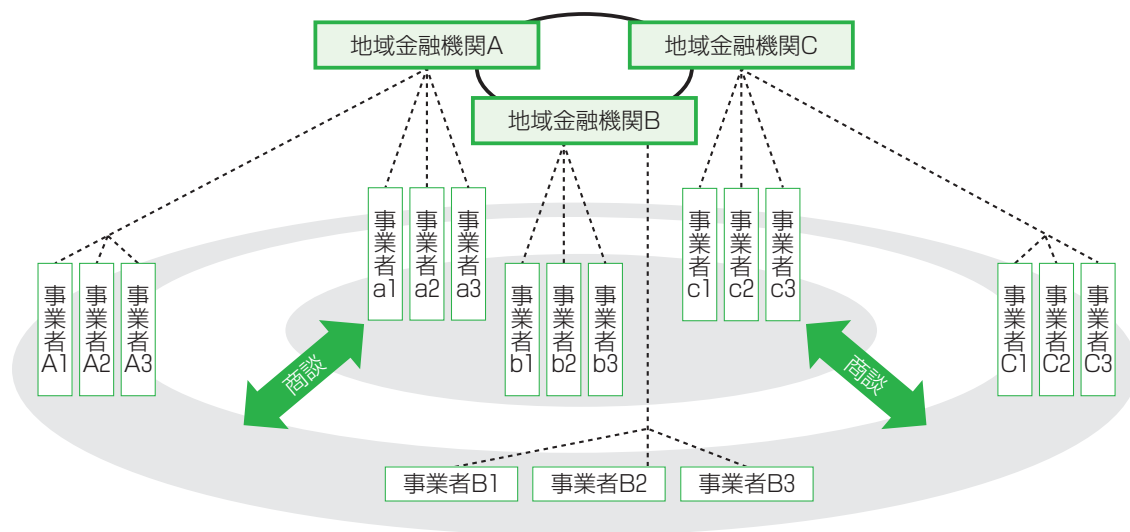 地域金融機関A
地域金融機関C
地域金融機関B
事業者a1
事業者a2
事業者a3
事業者c1
事業者c2
事業者c3
事業者A1
事業者A2
事業者A3
事業者b1
事業者b2
事業者b3
事業者C1
事業者C2
事業者C3
商談
商談
事業者B1
事業者B2
事業者B3